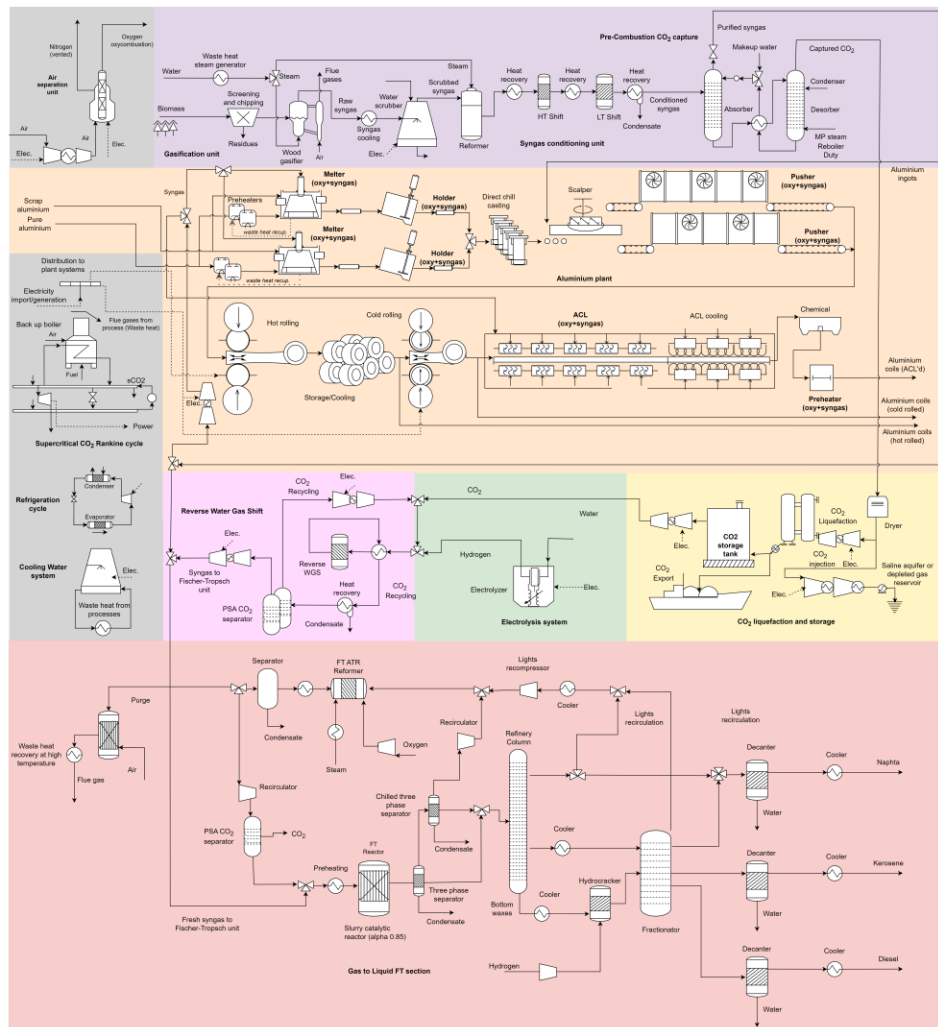 Nitrogen
(vented)
Oxygen
oxycombustion)
Air
separation
unit
Air
Air
Elec.
Elec.
Pre-Combustion CO₂ capture
Purified syngas
Makeup water
Captured CO₂
Waste heat
steam generator
Water
Steam
Flue
gases
Steam
Scrubbed
syngas
Screening
and chipping
Biomass
Raw
syngas
Water
scrubber
Heat
recovery
Heat
recovery
Heat
recovery
Condenser
Syngas
cooling
HT Shift
LT Shift
Conditioned
syngas
Absorber
Desorber
Residues
Condensate
Elec.
Wood
gasifier
Air
Reformer
MP steam
Reboiler
Duty
Gasification unit
Syngas conditioning unit
Aluminium
ingots
Syngas
Melter
(oxy+syngas)
Preheaters
Holder
(oxy+syngas)
Direct chill
casting
Scalper
Pusher
(oxy+syngas)
Scrap
aluminium
Pure
aluminium
waste heat recup.
Melter
(oxy+syngas)
Holder
(oxy+syngas)
Pusher
(oxy+syngas)
waste heat recup.
Aluminium plant
Distribution to
plant systems
Electricity
import/generation
Flue gases from
process (Waste heat)
Back up boiler
Air
Fuel
sCO2
Power
Supercritical CO₂ Rankine cycle
Hot rolling
Cold rolling
Storage/Cooling
Elec.
ACL
(oxy+syngas)
ACL cooling
Chemical
Preheater
(oxy+syngas)
Aluminium
coils (ACL'd)
Aluminium coils
(cold rolled)
Aluminium coils
(hot rolled)
Refrigeration
cycle
Condenser
Evaporator
Cooling Water
system
Elec.
Waste heat from
processes
Reverse Water Gas Shift
CO₂
Recycling
Elec.
Elec.
Syngas to
Fischer-Tropsch
unit
Reverse
WGS
Heat
recovery
CO₂
Recycling
PSA CO₂
separator
Condensate
CO₂
Water
Hydrogen
Electrolyzer
Elec.
Electrolysis system
Elec.
CO2
storage
tank
CO₂
Liquefaction
Elec.
Dryer
CO₂
injection
CO₂
Export
Elec.
Saline aquifer or
depleted gas
reservoir
CO₂ liquefaction and storage
Purge
Separator
FT ATR
Reformer
Lights
recompressor
Cooler
Lights
recirculation
Lights
recirculation
Waste heat
recovery at high
temperature
Flue gas
Air
Condensate
Steam
Oxygen
Recirculator
Refinery
Column
Decanter
Cooler
Naphta
Water
Recirculator
Chilled three
phase separator
Condensate
PSA CO₂
separator
CO₂
Preheating
FT
Reactor
Three phase
separator
Condensate
Cooler
Cooler
Bottom
waxes
Hydrocracker
Fractionator
Decanter
Cooler
Kerosene
Water
Fresh syngas to
Fischer-Tropsch unit
Slurry catalytic
reactor (alpha 0.85)
Hydrogen
Decanter
Cooler
Diesel
Water
Gas to Liquid FT section